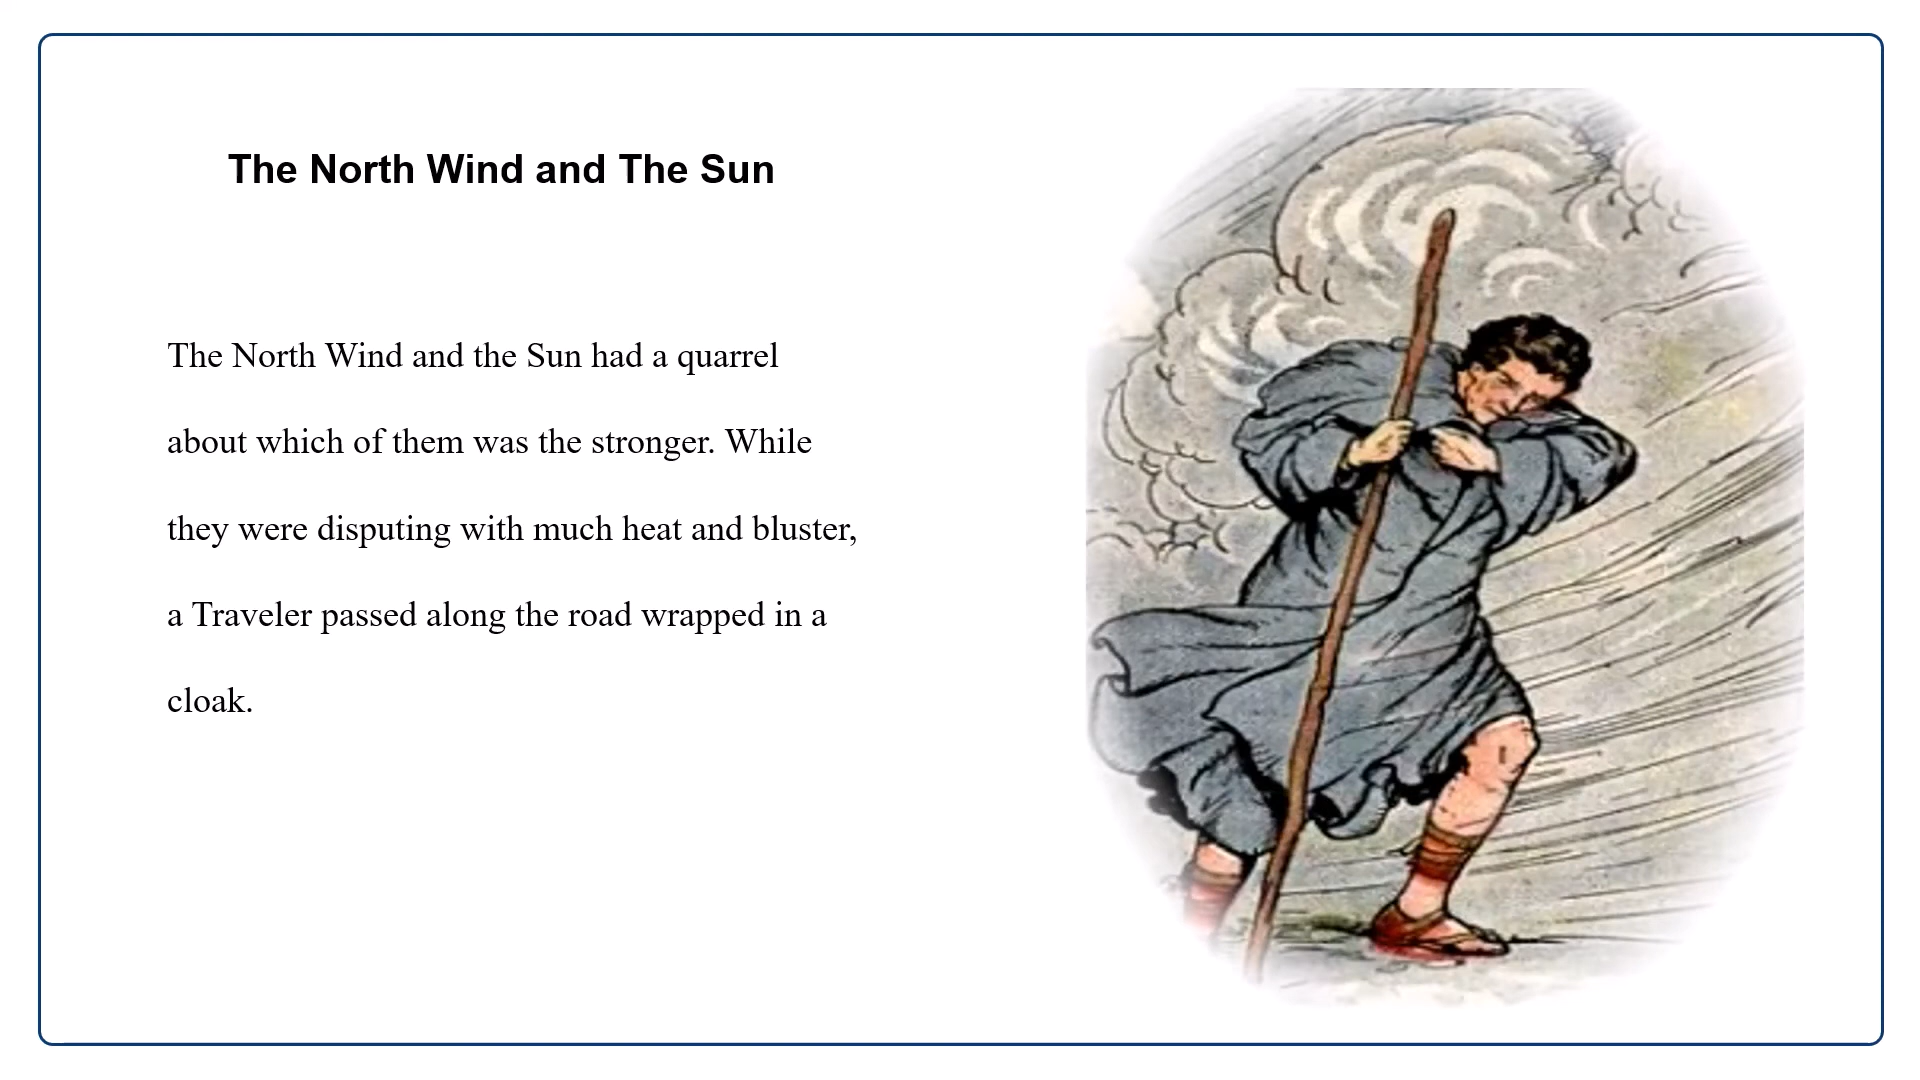 The North Wind and The Sun
The North Wind and the Sun had a quarrel
about which of them was the stronger. While
they were disputing with much heat and bluster,
a Traveler passed along the road wrapped in a
cloak.